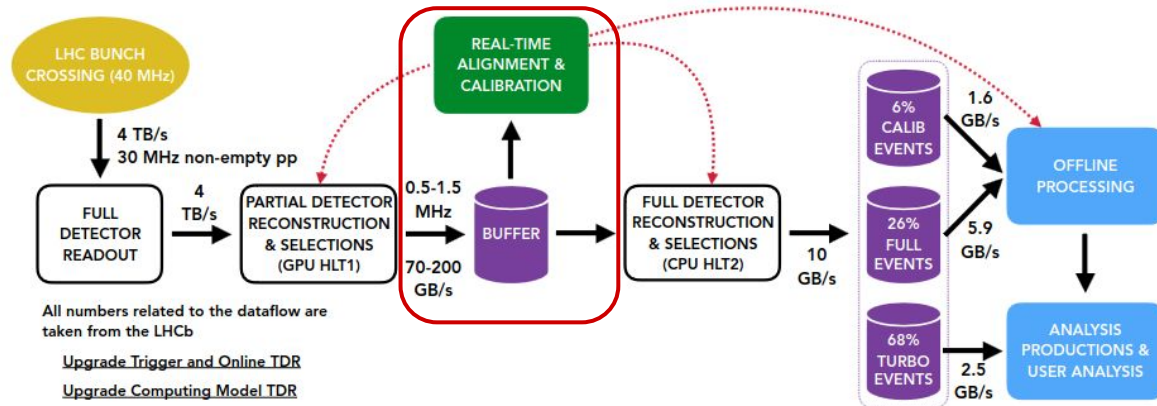 LHC BUNCH
CROSSING (40 MHz)
4 TB/s
30 MHz non-empty pp
FULL
DETECTOR
READOUT
4
TB/s
PARTIAL DETECTOR
RECONSTRUCTION
& SELECTIONS
(GPU HLT1)
0.5-1.5
MHz
70-200
GB/s
REAL-TIME
ALIGNMENT &
CALIBRATION
BUFFER
FULL DETECTOR
RECONSTRUCTION
& SELECTIONS
(CPU HLT2)
10
GB/s
6%
CALIB
EVENTS
1.6
GB/s
26%
FULL
EVENTS
5.9
GB/s
68%
TURBO
EVENTS
2.5
GB/s
OFFLINE
PROCESSING
ANALYSIS
PRODUCTIONS &
USER ANALYSIS
All numbers related to the dataflow are
taken from the LHCb
Upgrade Trigger and Online TDR
Upgrade Computing Model TDR